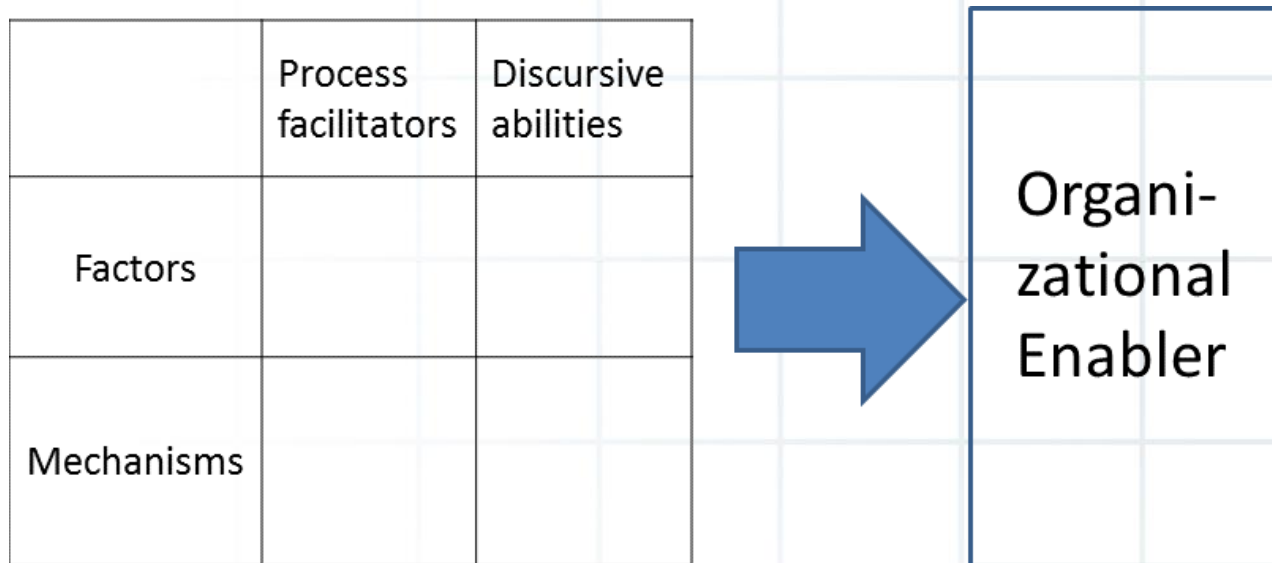 Process
facilitators
Discursive
abilities
Factors
Mechanisms
Organi-
zational
Enabler